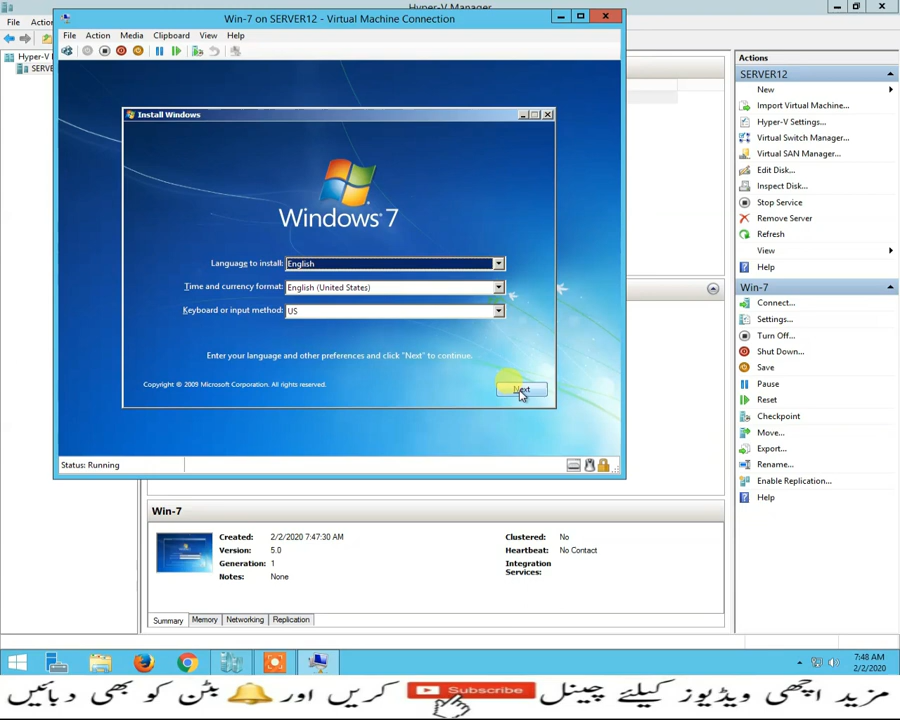 Hyper-V Manager
Win-7 on SERVER12 - Virtual Machine Connection
File
Action
File Action Media Clipboard View Help
Hyper-V
SERVE
Install Windows
Windows 7
Language to install: English
Time and currency format: English (United States)
Keyboard or input method: US
Enter your language and other preferences and click "Next" to continue.
Copyright © 2009 Microsoft Corporation. All rights reserved.
Next
Status: Running
Actions
SERVER12
New
Import Virtual Machine...
Hyper-V Settings...
Virtual Switch Manager...
Virtual SAN Manager...
Edit Disk...
Inspect Disk...
Stop Service
Remove Server
Refresh
View
Help
Win-7
Connect...
Settings...
Turn Off...
Shut Down...
Save
Pause
Reset
Checkpoint
Move...
Export...
Rename...
Enable Replication...
Help
Win-7
Created: 2/2/2020 7:47:30 AM
Version: 5.0
Generation: 1
Notes: None
Clustered: No
Heartbeat: No Contact
Integration Services:
Summary Memory Networking Replication
7:48 AM
2/2/2020
مزید اچھی ویڈیوز کیلئے چینل Subscribe کریں اور بٹن کو بھی دبائیں